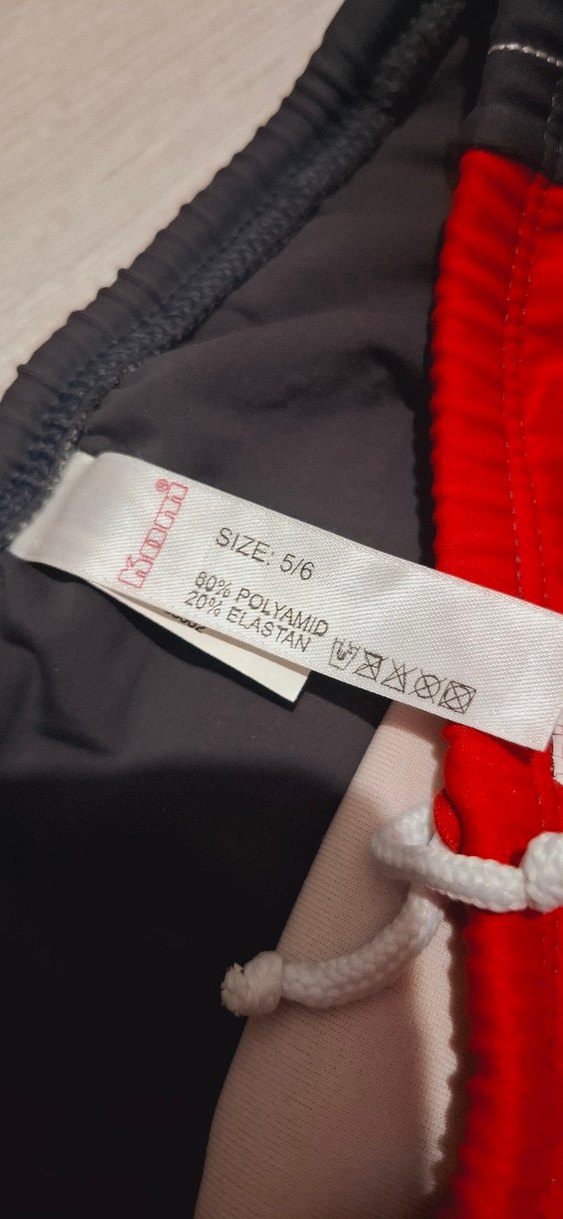 SIZE: 5/6
80% POLYAMID
20% ELASTAN